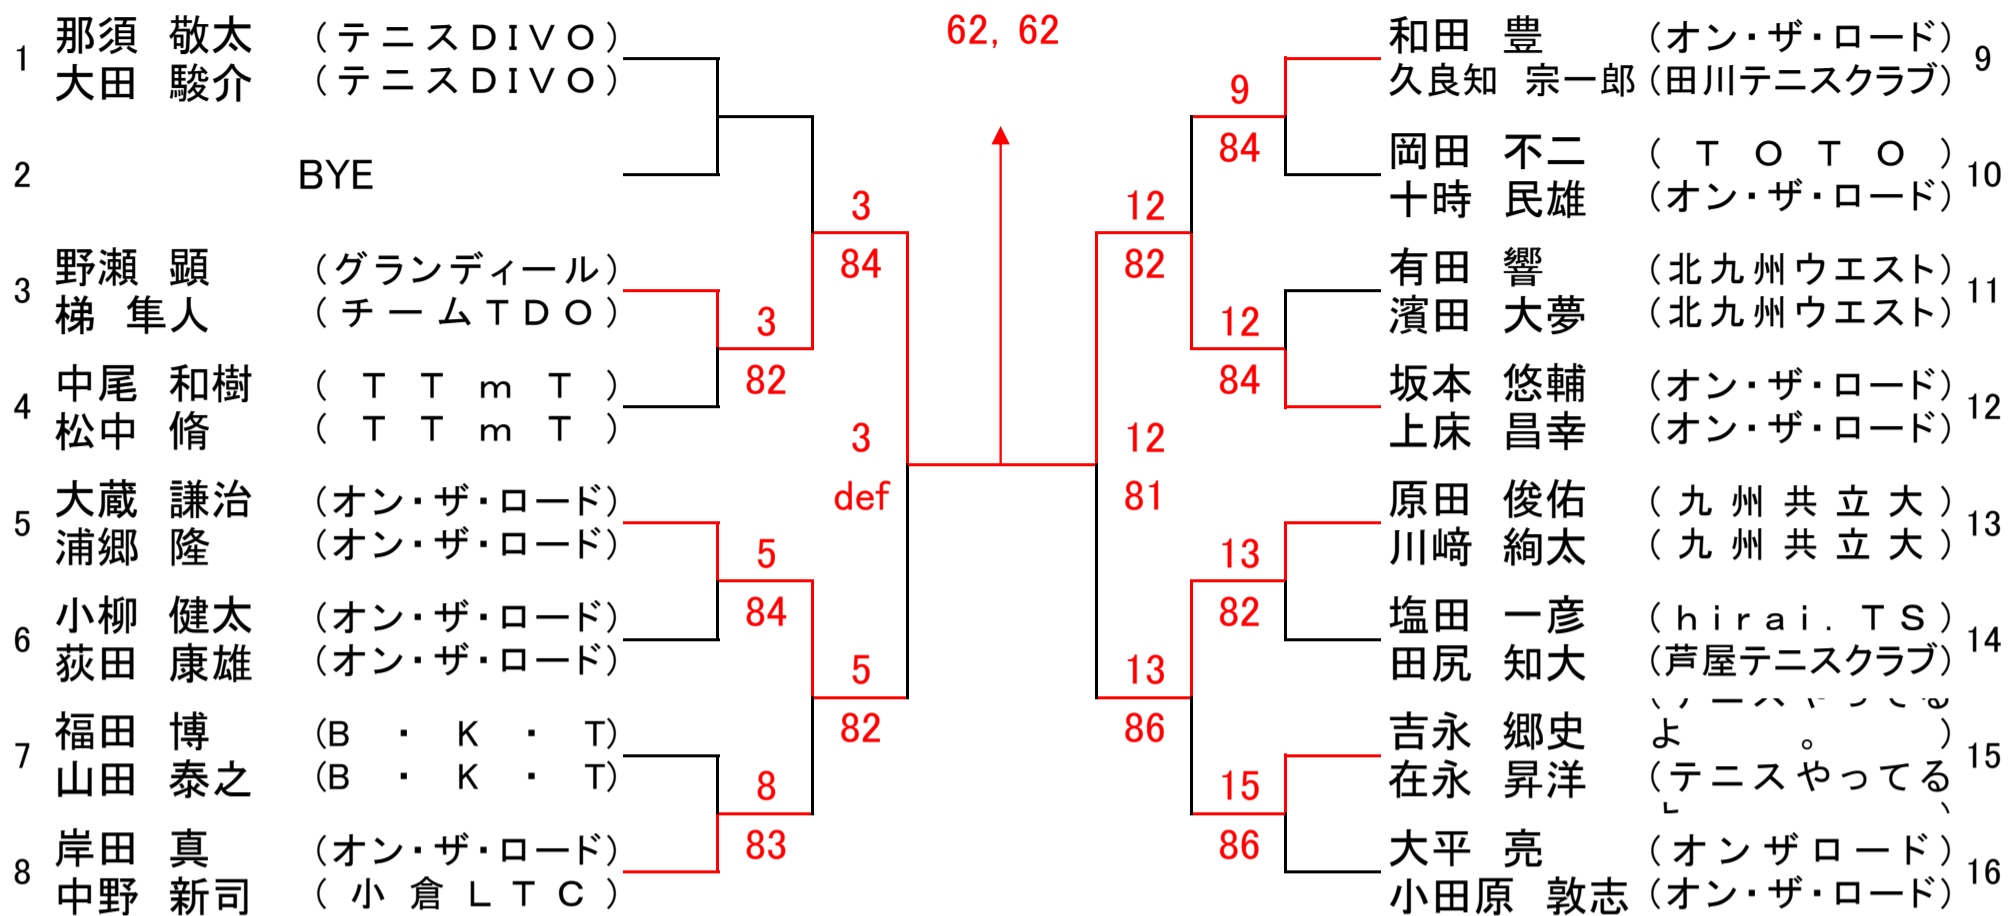 62, 62
1 那須 敬太 (テニスDIVO)
大田 駿介 (テニスDIVO)
2 BYE
3 野瀬 顕 (グランディール)
梯 隼人 (チームTDO)
4 中尾 和樹 (TTmT)
松中 脩 (TTmT)
5 大蔵 謙治 (オン・ザ・ロード)
浦郷 隆 (オン・ザ・ロード)
6 小柳 健太 (オン・ザ・ロード)
荻田 康雄 (オン・ザ・ロード)
7 福田 博 (B・K・T)
山田 泰之 (B・K・T)
8 岸田 真 (オン・ザ・ロード)
中野 新司 (小倉LTC)
3
82
5
84
8
83
3
84
5
82
3
def
12
81
12
82
13
86
9
84
12
84
13
82
15
86
和田 豊 (オン・ザ・ロード) 9
久良知 宗一郎 (田川テニスクラブ)
岡田 不二 (TOTO) 10
十時 民雄 (オン・ザ・ロード)
有田 響 (北九州ウエスト) 11
濱田 大夢 (北九州ウエスト)
坂本 悠輔 (オン・ザ・ロード) 12
上床 昌幸 (オン・ザ・ロード)
原田 俊佑 (九州共立大) 13
川﨑 絢太 (九州共立大)
塩田 一彦 (hirai.TS) 14
田尻 知大 (芦屋テニスクラブ)
(テニスやってる
吉永 郷史 よ。) 15
在永 昇洋 (テニスやってる
大平 亮 (オンザロード) 16
小田原 敦志 (オン・ザ・ロード)